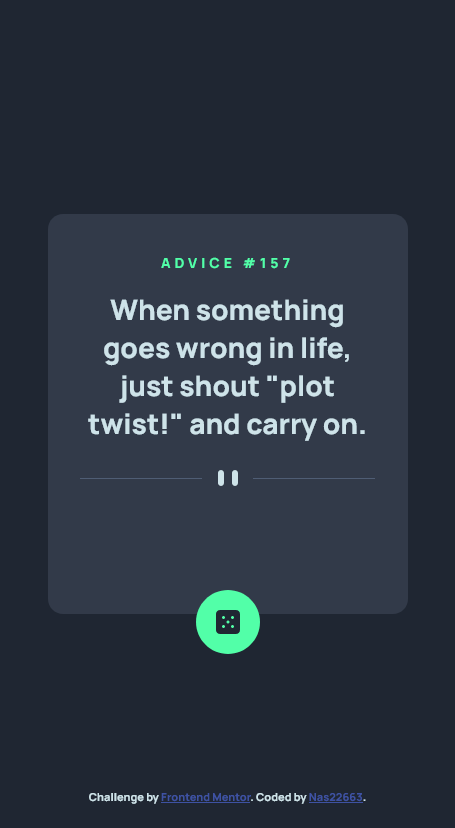 ADVICE #157
When something
goes wrong in life,
just shout "plot
twist!" and carry on.
Challenge by Frontend Mentor. Coded by Nas22663.